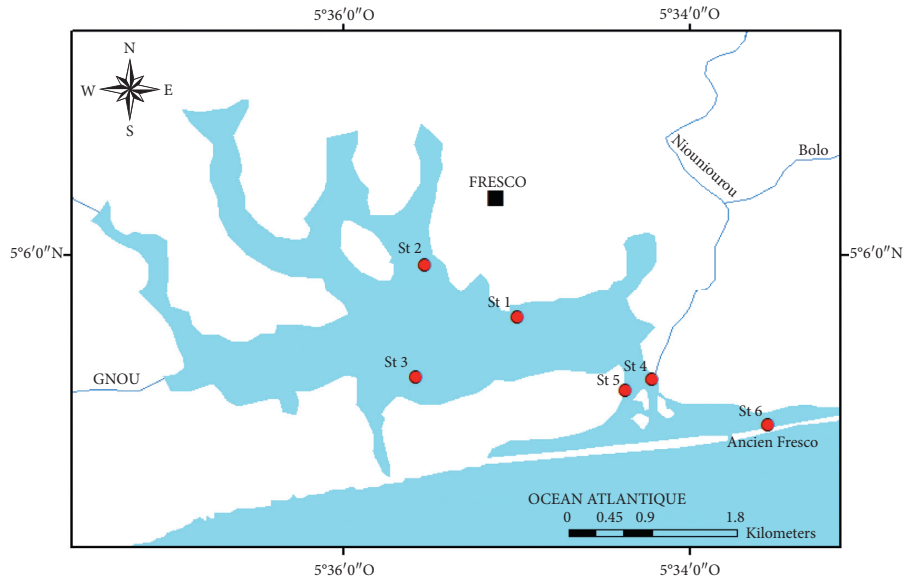 5°36′0″O
5°34′0″O
N
W
E
S
Niouniourou
Bolo
FRESCO
5°6′0″N
5°6′0″N
St 2
St 1
St 3
St 4
St 5
GNOU
St 6
Ancien Fresco
OCEAN ATLANTIQUE
0 0.45 0.9 1.8
Kilometers
5°36′0″O
5°34′0″O